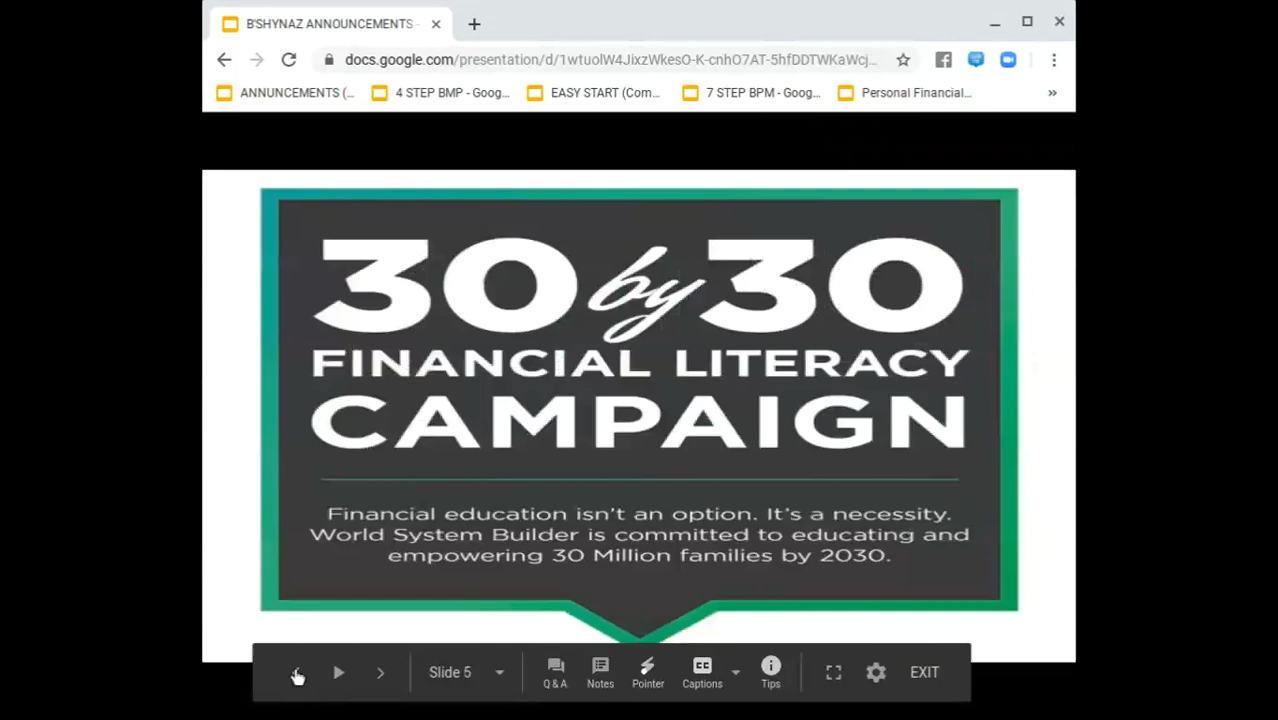 B'SHYNAZ ANNOUNCEMENTS -
docs.google.com/presentation/d/1wtuolW4JixzWkesO-K-cnhO7AT-5hfDDTWKaWcj...
ANNUNCEMENTS (...
4 STEP BMP - Goog...
EASY START (Com...
7 STEP BPM - Goog...
Personal Financial...
»
30 by 30
FINANCIAL LITERACY
CAMPAIGN
Financial education isn't an option. It's a necessity.
World System Builder is committed to educating and
empowering 30 Million families by 2030.
Slide 5
Q & A
Notes
Pointer
CC
Captions
Tips
EXIT